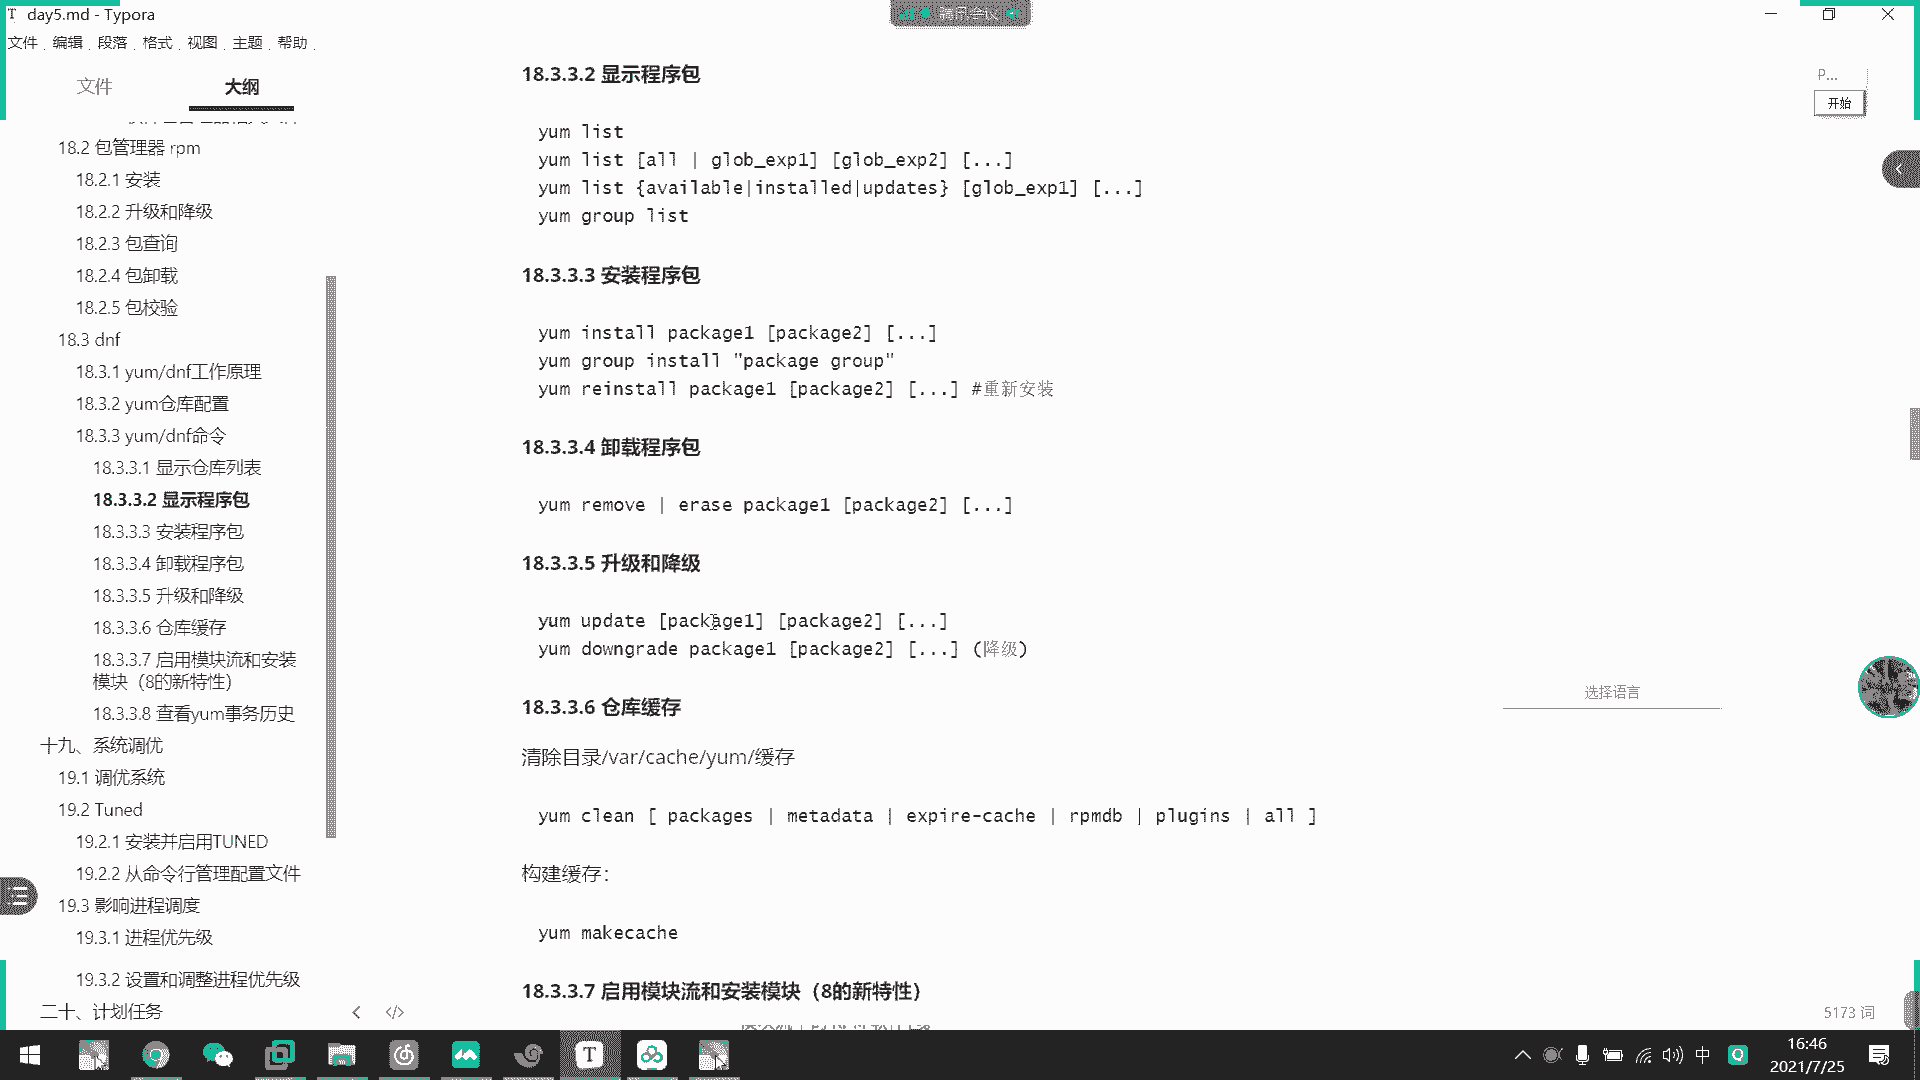 T day5.md - Typora
腾讯会议
文件 编辑 段落 格式 视图 主题 帮助
文件 大纲
18.2 包管理器 rpm
18.2.1 安装
18.2.2 升级和降级
18.2.3 包查询
18.2.4 包卸载
18.2.5 包校验
18.3 dnf
18.3.1 yum/dnf工作原理
18.3.2 yum仓库配置
18.3.3 yum/dnf命令
18.3.3.1 显示仓库列表
18.3.3.2 显示程序包
18.3.3.3 安装程序包
18.3.3.4 卸载程序包
18.3.3.5 升级和降级
18.3.3.6 仓库缓存
18.3.3.7 启用模块流和安装
模块（8的新特性）
18.3.3.8 查看yum事务历史
十九、系统调优
19.1 调优系统
19.2 Tuned
19.2.1 安装并启用TUNED
19.2.2 从命令行管理配置文件
19.3 影响进程调度
19.3.1 进程优先级
19.3.2 设置和调整进程优先级
二十、计划任务
18.3.3.2 显示程序包
yum list
yum list [all | glob_exp1] [glob_exp2] [...]
yum list {available|installed|updates} [glob_exp1] [...]
yum group list
18.3.3.3 安装程序包
yum install package1 [package2] [...]
yum group install "package group"
yum reinstall package1 [package2] [...] #重新安装
18.3.3.4 卸载程序包
yum remove | erase package1 [package2] [...]
18.3.3.5 升级和降级
yum update [package1] [package2] [...]
yum downgrade package1 [package2] [...] (降级)
18.3.3.6 仓库缓存
清除目录/var/cache/yum/缓存
yum clean [ packages | metadata | expire-cache | rpmdb | plugins | all ]
构建缓存：
yum makecache
18.3.3.7 启用模块流和安装模块（8的新特性）
P...
开始
选择语言
5173 词
中
16:46
2021/7/25